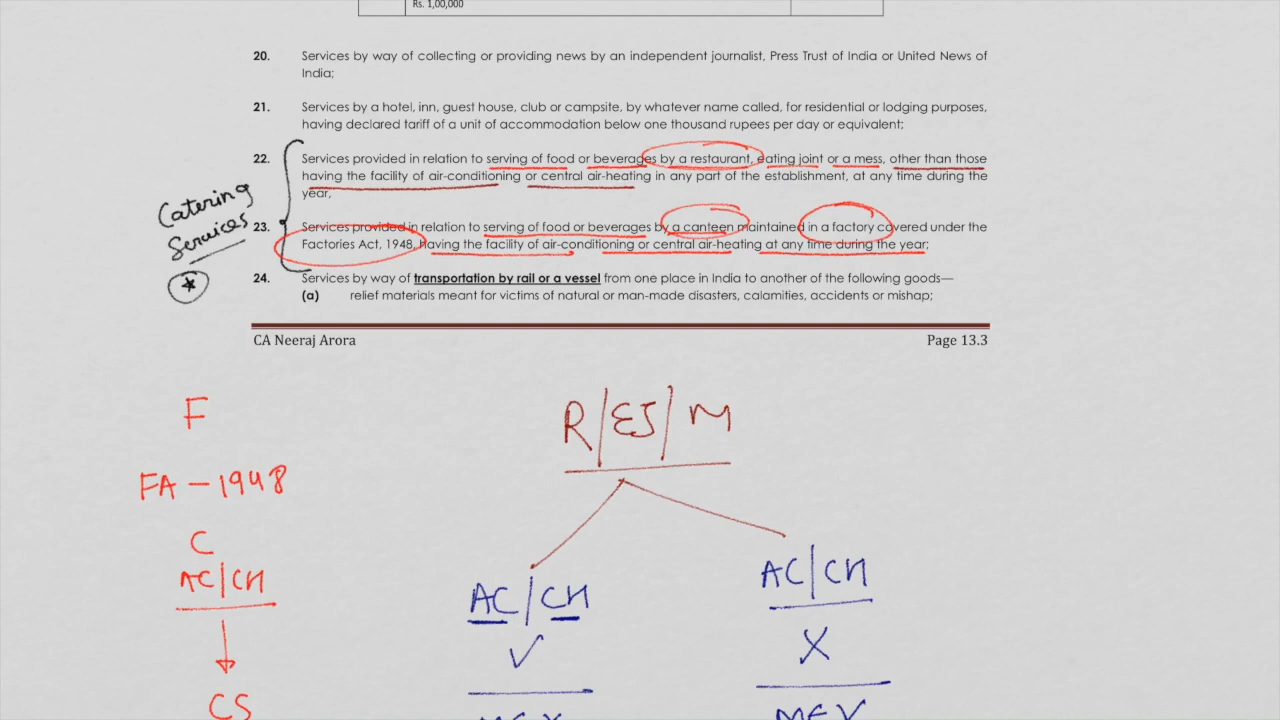 Rs. 1,00,000
20. Services by way of collecting or providing news by an independent journalist, Press Trust of India or United News of
India;
21. Services by a hotel, inn, guest house, club or campsite, by whatever name called, for residential or lodging purposes,
having declared tariff of a unit of accommodation below one thousand rupees per day or equivalent;
22. Services provided in relation to serving of food or beverages by a restaurant, eating joint or a mess, other than those
having the facility of air-conditioning or central air-heating in any part of the establishment, at any time during the
year,
Catering
Services
23. Services provided in relation to serving of food or beverages by a canteen maintained in a factory covered under the
Factories Act, 1948, having the facility of air-conditioning or central air-heating at any time during the year;
24. Services by way of transportation by rail or a vessel from one place in India to another of the following goods—
(a) relief materials meant for victims of natural or man-made disasters, calamities, accidents or mishap;
CA Neeraj Arora Page 13.3
F
R/EJ/M
FA - 1948
C
AC/CH
AC/CH
AC/CH
CS